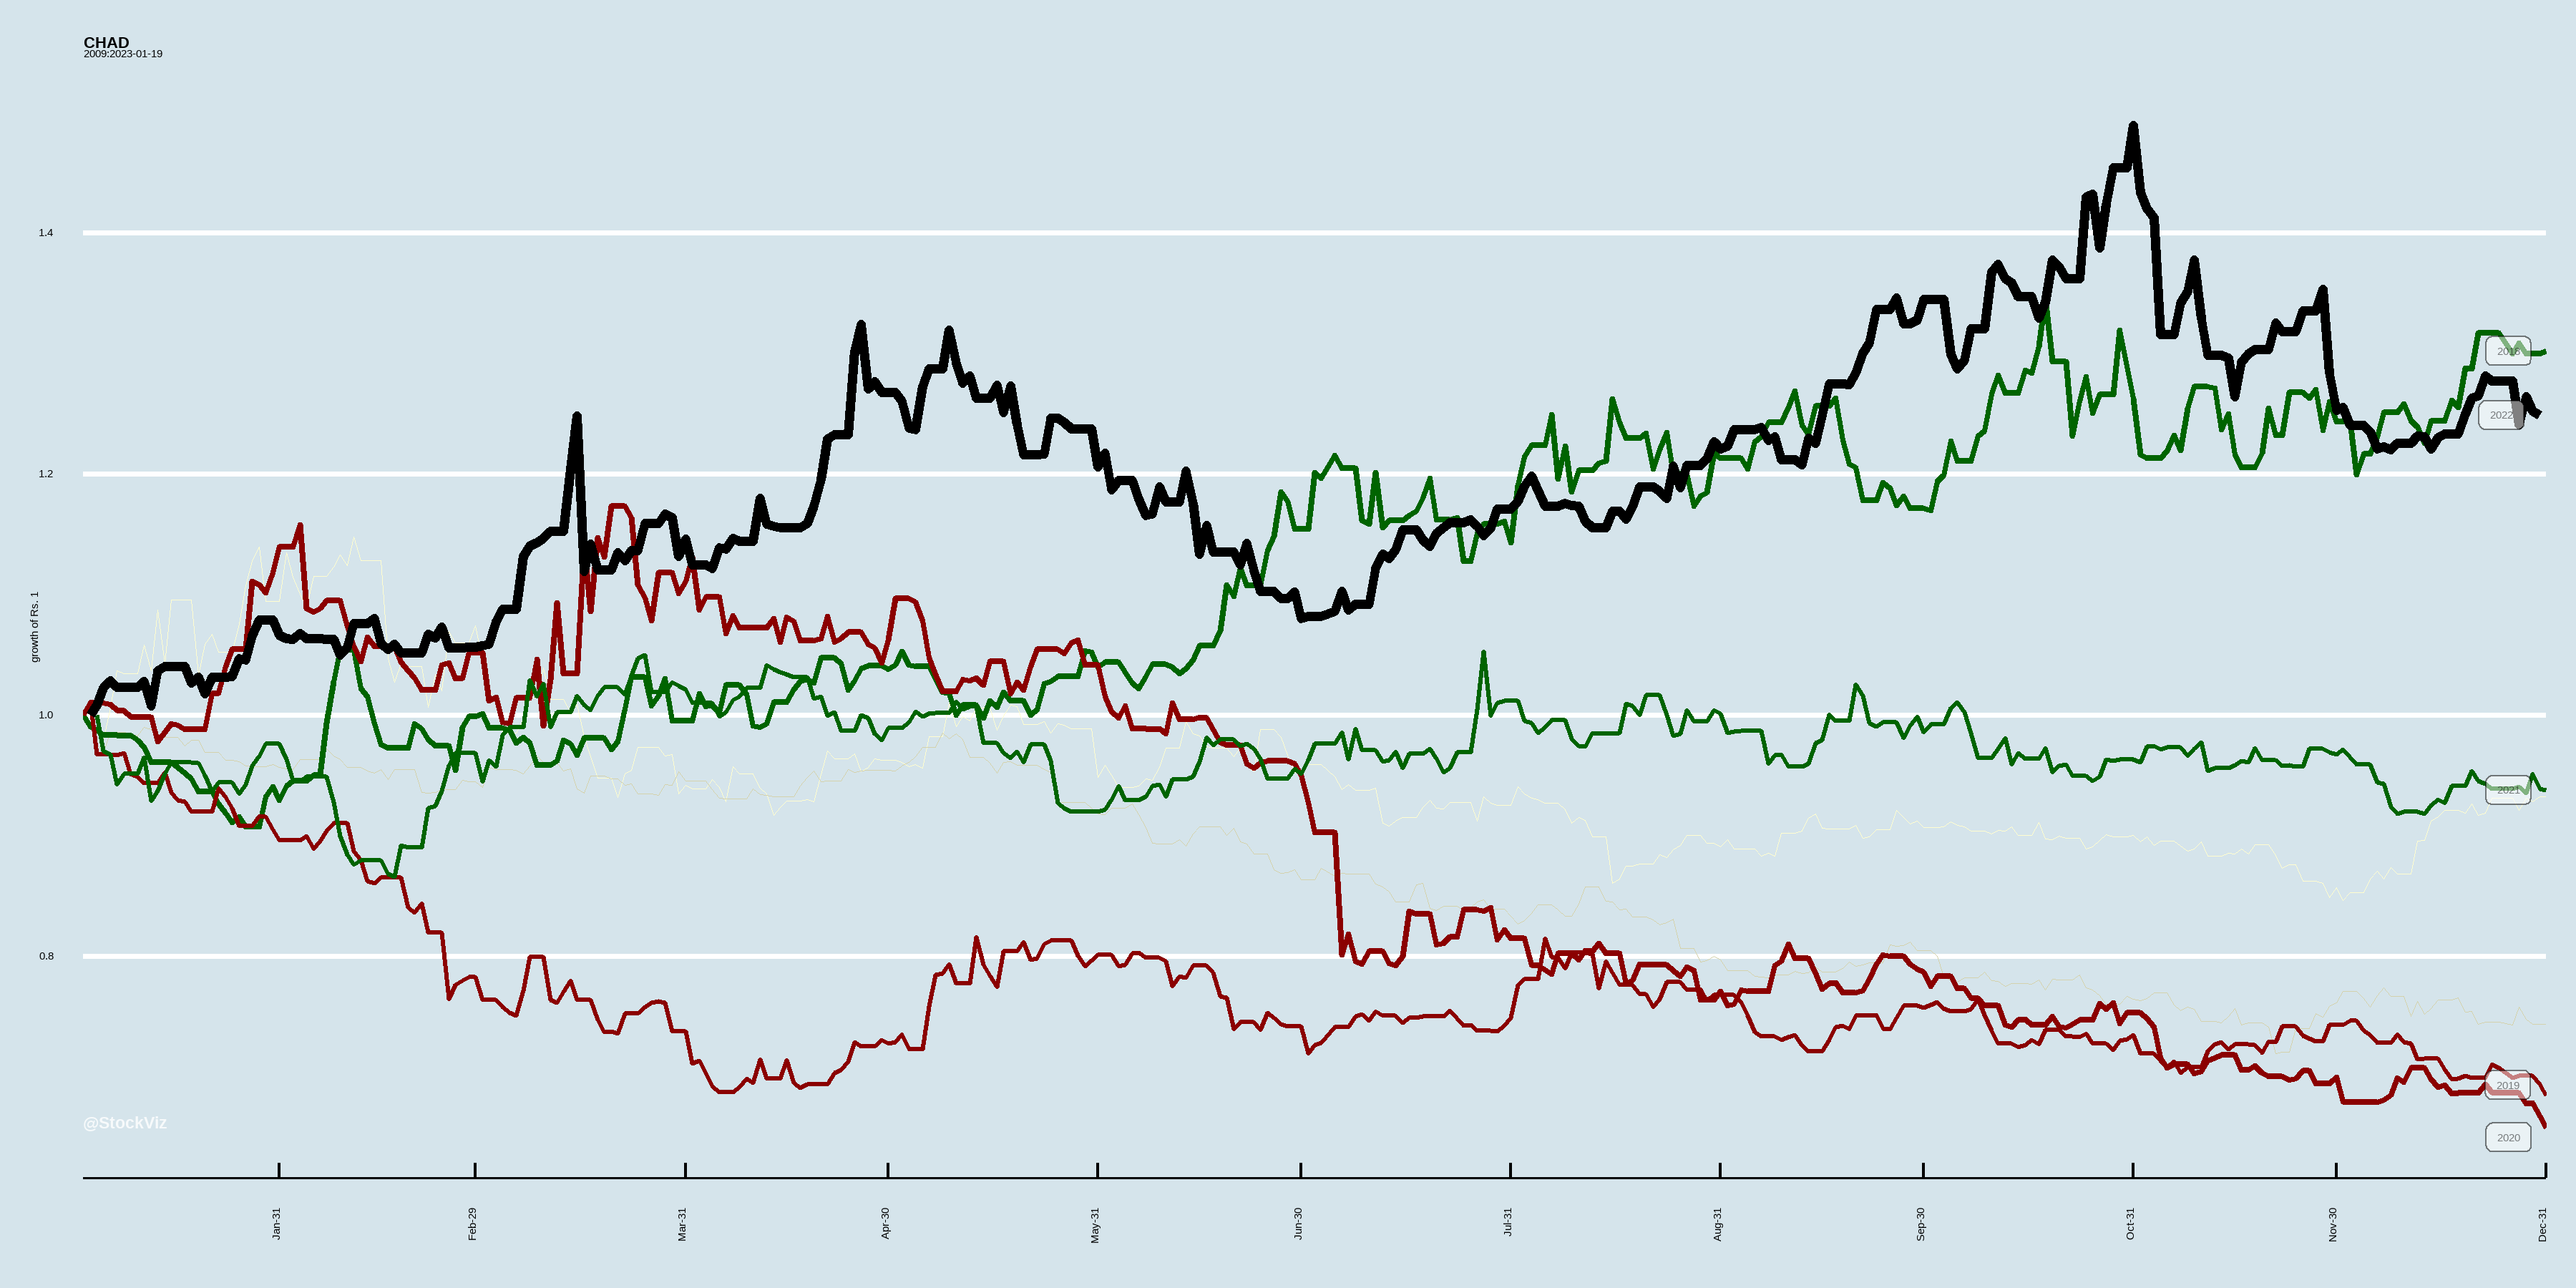 CHAD
2009:2023-01-19
1.4
1.2
1.0
0.8
growth of Rs. 1
2022
2021
2019
2020
@StockViz
Jan-31
Feb-29
Mar-31
Apr-30
May-31
Jun-30
Jul-31
Aug-31
Sep-30
Oct-31
Nov-30
Dec-31